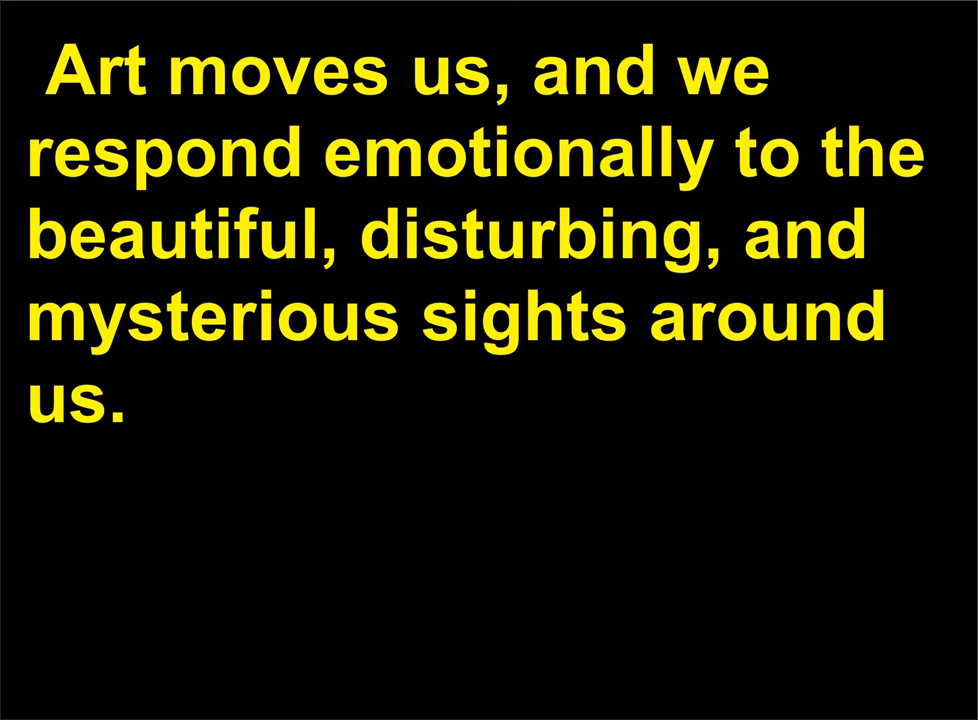 Art moves us, and we
respond emotionally to the
beautiful, disturbing, and
mysterious sights around
us.